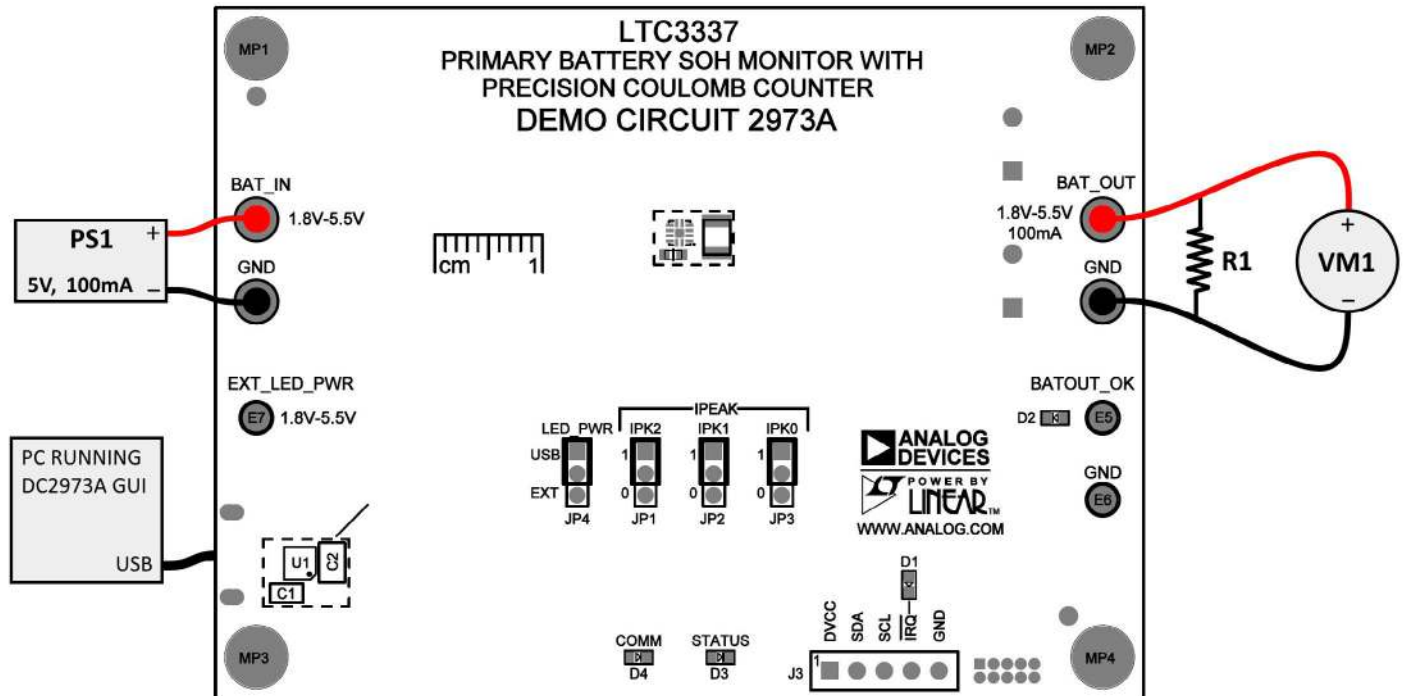 LTC3337
PRIMARY BATTERY SOH MONITOR WITH
PRECISION COULOMB COUNTER
DEMO CIRCUIT 2973A
MP1
MP2
BAT_IN
1.8V-5.5V
GND
PS1
+
5V, 100mA
−
cm 1
BAT_OUT
1.8V-5.5V
100mA
GND
R1
+
VM1
−
EXT_LED_PWR
E7 1.8V-5.5V
BATOUT_OK
D2 E5
GND
E6
PC RUNNING
DC2973A GUI
USB
IPEAK
LED_PWR IPK2 IPK1 IPK0
USB 1 1 1
EXT 0 0 0
JP4 JP1 JP2 JP3
ANALOG
DEVICES
POWER BY
LINEAR™
WWW.ANALOG.COM
U1
C2
C1
D1
DVCC
SDA
SCL
IRQ
GND
J3
1
COMM
D4
STATUS
D3
MP3
MP4